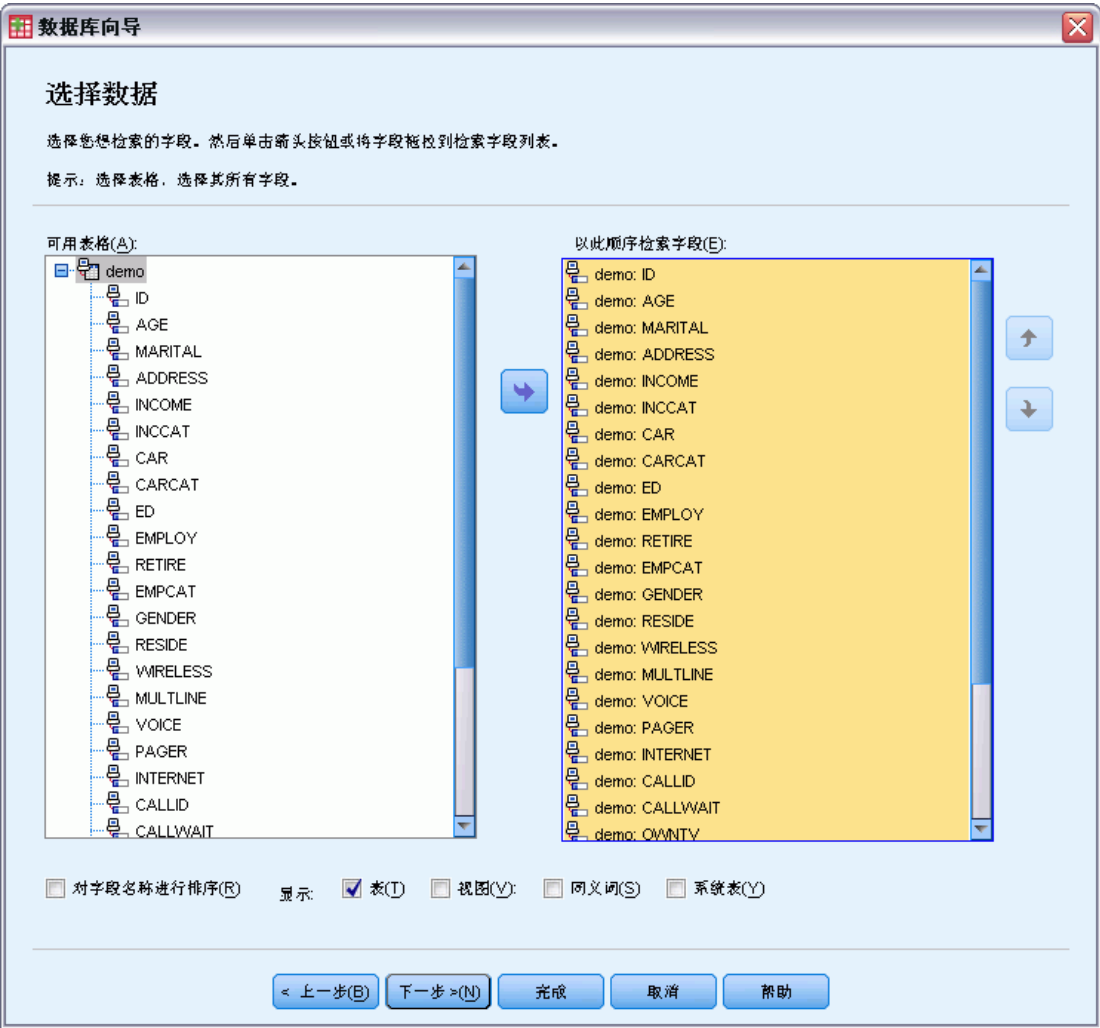 数据库向导
选择数据
选择您想检索的字段。然后单击箭头按钮或将字段拖放到检索字段列表。
提示：选择表格，选择其所有字段。
可用表格(A):
demo
ID
AGE
MARITAL
ADDRESS
INCOME
INCCAT
CAR
CARCAT
ED
EMPLOY
RETIRE
EMPCAT
GENDER
RESIDE
WIRELESS
MULTLINE
VOICE
PAGER
INTERNET
CALLID
CALLWAIT
以此顺序检索字段(E):
demo: ID
demo: AGE
demo: MARITAL
demo: ADDRESS
demo: INCOME
demo: INCCAT
demo: CAR
demo: CARCAT
demo: ED
demo: EMPLOY
demo: RETIRE
demo: EMPCAT
demo: GENDER
demo: RESIDE
demo: WIRELESS
demo: MULTLINE
demo: VOICE
demo: PAGER
demo: INTERNET
demo: CALLID
demo: CALLWAIT
demo: OWNTV
对字段名称进行排序(R) 显示: 表(T) 视图(V): 同义词(S) 系统表(Y)
< 上一步(B) 下一步 >(N) 完成 取消 帮助